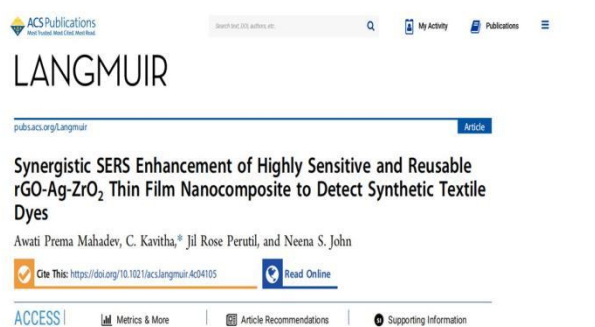 ACS Publications
Most Trusted. Most Cited. Most Read.
Search text, DOI, authors, etc.
My Activity
Publications
LANGMUIR
pubs.acs.org/Langmuir
Article
Synergistic SERS Enhancement of Highly Sensitive and Reusable
rGO-Ag-ZrO₂ Thin Film Nanocomposite to Detect Synthetic Textile
Dyes
Awati Prema Mahadev, C. Kavitha,* Jil Rose Perutil, and Neena S. John
Cite This: https://doi.org/10.1021/acs.langmuir.4c04105
Read Online
ACCESS
Metrics & More
Article Recommendations
Supporting Information